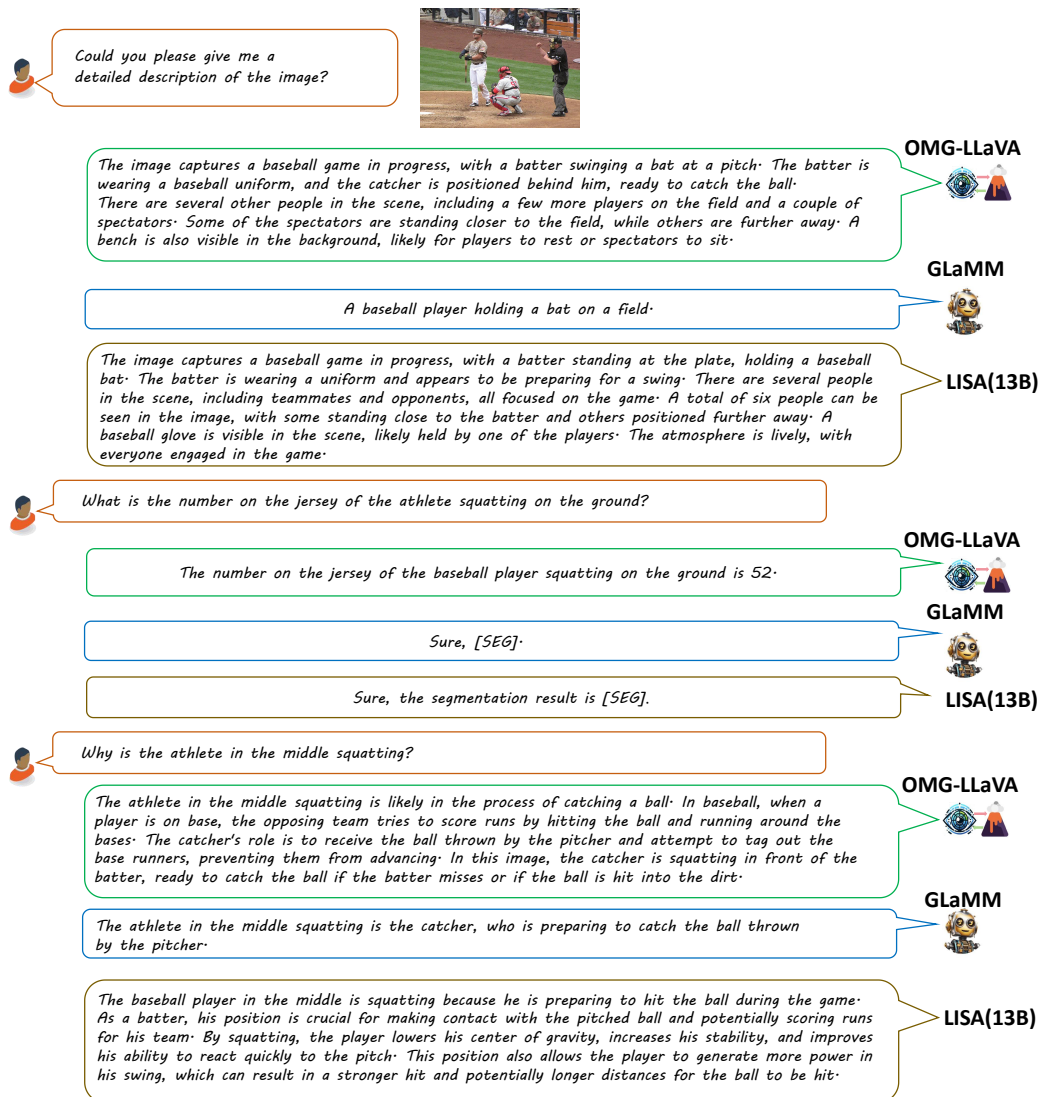 Could you please give me a
detailed description of the image?
OMG-LLaVA
The image captures a baseball game in progress, with a batter swinging a bat at a pitch. The batter is
wearing a baseball uniform, and the catcher is positioned behind him, ready to catch the ball.
There are several other people in the scene, including a few more players on the field and a couple of
spectators. Some of the spectators are standing closer to the field, while others are further away. A
bench is also visible in the background, likely for players to rest or spectators to sit.
GLaMM
A baseball player holding a bat on a field.
The image captures a baseball game in progress, with a batter standing at the plate, holding a baseball
bat. The batter is wearing a uniform and appears to be preparing for a swing. There are several people
in the scene, including teammates and opponents, all focused on the game. A total of six people can be
seen in the image, with some standing close to the batter and others positioned further away. A
baseball glove is visible in the scene, likely held by one of the players. The atmosphere is lively, with
everyone engaged in the game.
LISA(13B)
What is the number on the jersey of the athlete squatting on the ground?
OMG-LLaVA
The number on the jersey of the baseball player squatting on the ground is 52.
GLaMM
Sure, [SEG].
Sure, the segmentation result is [SEG].
LISA(13B)
Why is the athlete in the middle squatting?
OMG-LLaVA
The athlete in the middle squatting is likely in the process of catching a ball. In baseball, when a
player is on base, the opposing team tries to score runs by hitting the ball and running around the
bases. The catcher's role is to receive the ball thrown by the pitcher and attempt to tag out the
base runners, preventing them from advancing. In this image, the catcher is squatting in front of the
batter, ready to catch the ball if the batter misses or if the ball is hit into the dirt.
GLaMM
The athlete in the middle squatting is the catcher, who is preparing to catch the ball thrown
by the pitcher.
The baseball player in the middle is squatting because he is preparing to hit the ball during the game.
As a batter, his position is crucial for making contact with the pitched ball and potentially scoring runs
for his team. By squatting, the player lowers his center of gravity, increases his stability, and improves
his ability to react quickly to the pitch. This position also allows the player to generate more power in
his swing, which can result in a stronger hit and potentially longer distances for the ball to be hit.
LISA(13B)